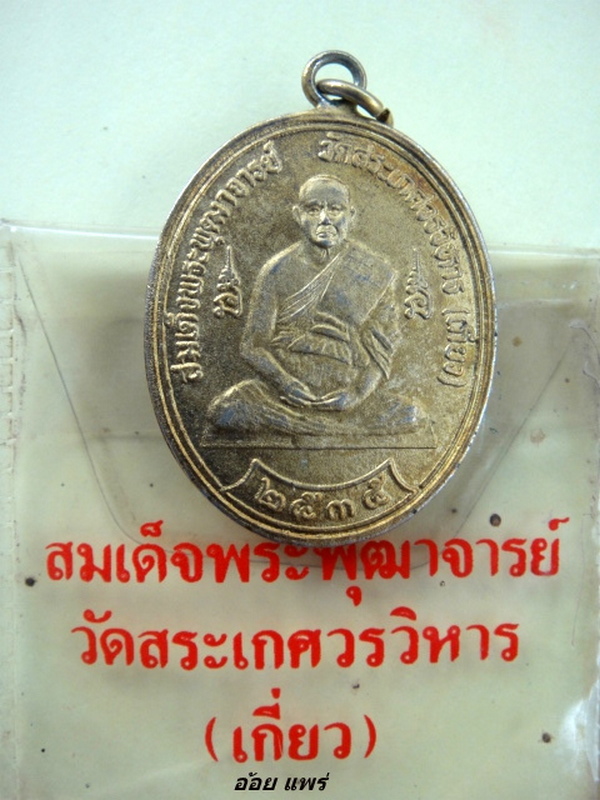 สมเด็จพระพุฒาจารย์ วัดสระเกศวรวิหาร (เกี่ยว)
๒๕๓๕
สมเด็จพระพุฒาจารย์
วัดสระเกศวรวิหาร
(เกี่ยว)
อ้อย แพร่